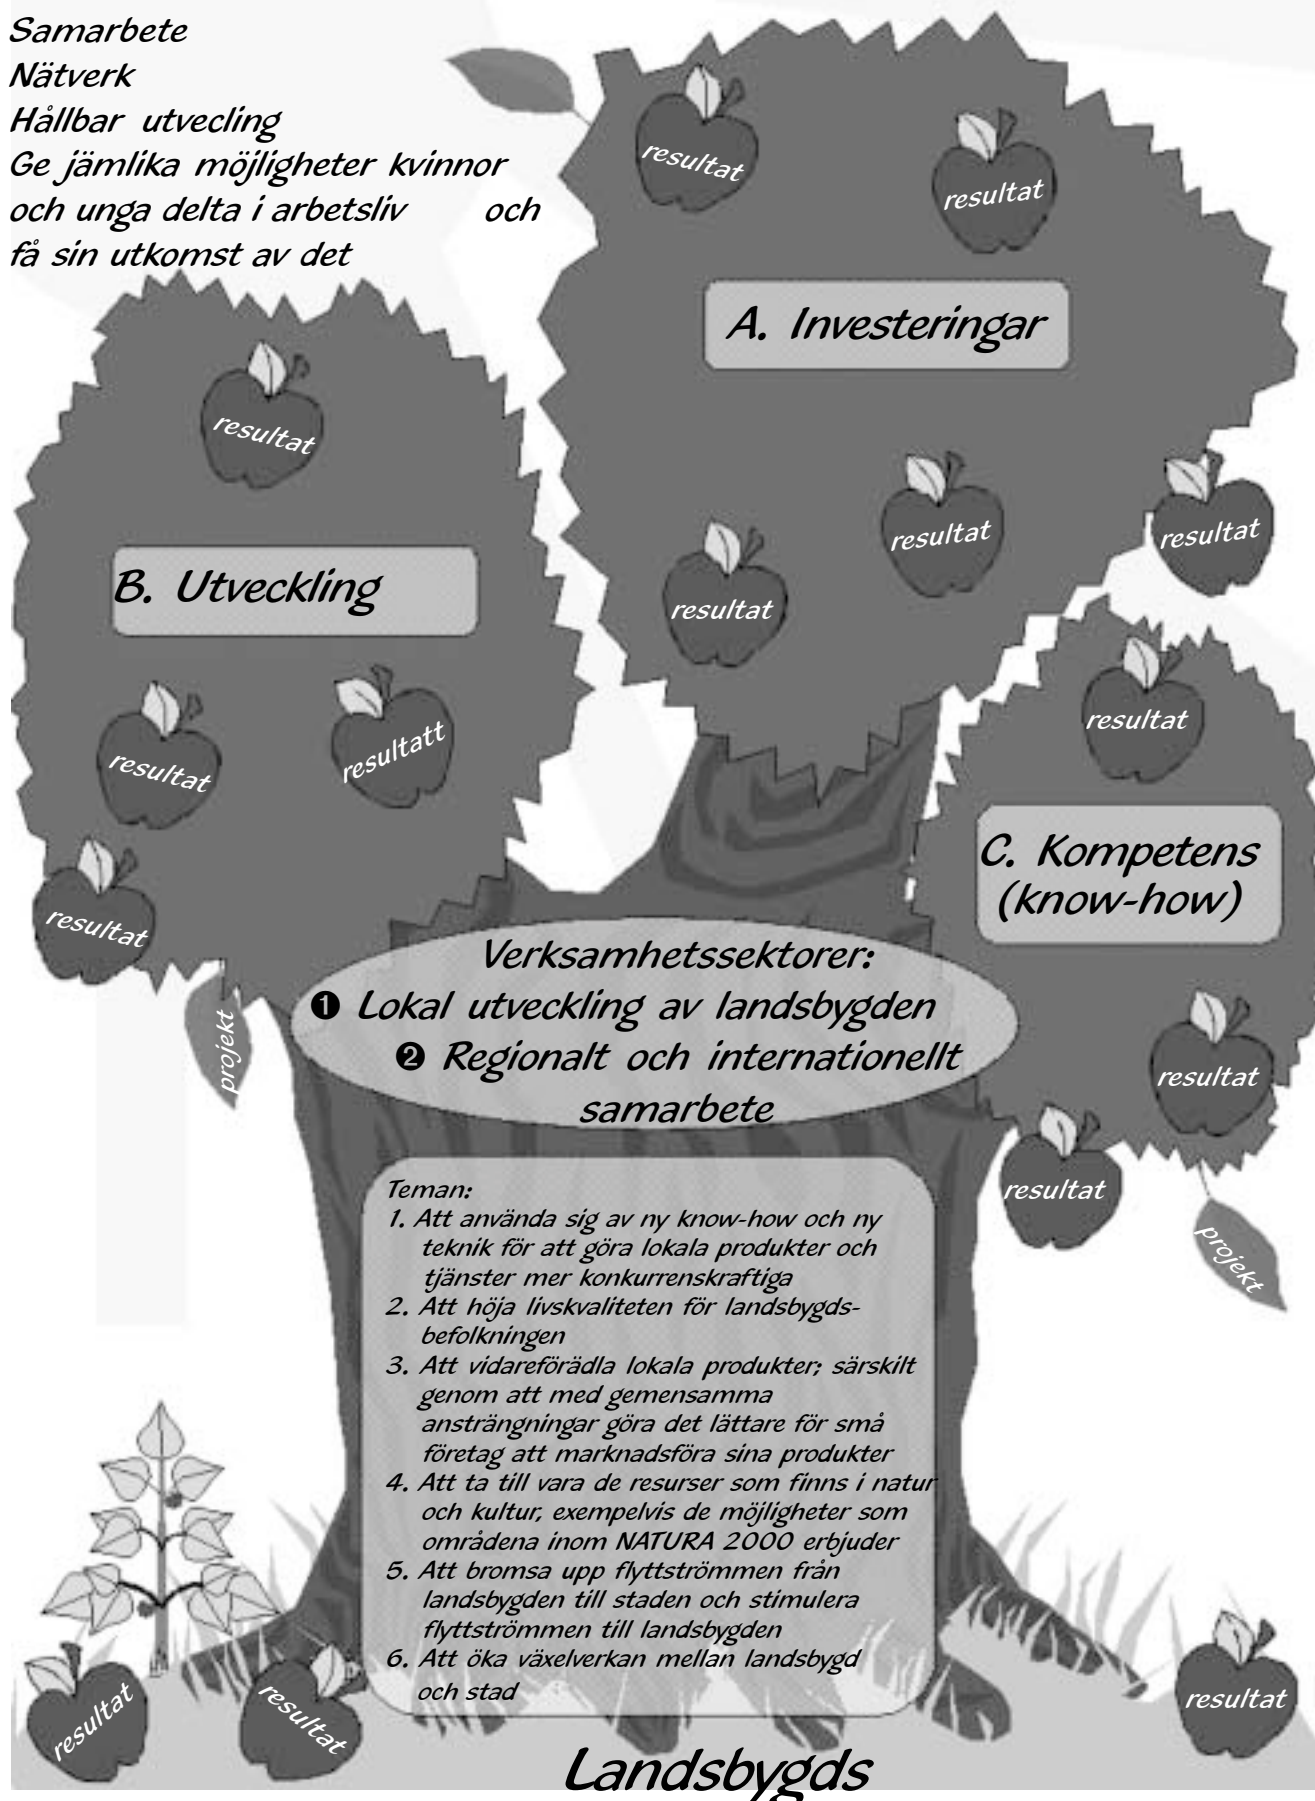 Samarbete
Nätverk
Hållbar utvecling
Ge jämlika möjligheter kvinnor
och unga delta i arbetsliv och
få sin utkomst av det
resultat
resultat
A. Investeringar
resultat
resultat
resultat
resultat
B. Utveckling
resultat
resultatt
resultat
resultat
C. Kompetens
(know-how)
resultat
resultat
projekt
projekt
Verksamhetssektorer:
❶ Lokal utveckling av landsbygden
❷ Regionalt och internationellt
samarbete
Teman:
1. Att använda sig av ny know-how och ny
teknik för att göra lokala produkter och
tjänster mer konkurrenskraftiga
2. Att höja livskvaliteten för landsbygds-
befolkningen
3. Att vidareförädla lokala produkter; särskilt
genom att med gemensamma
ansträngningar göra det lättare för små
företag att marknadsföra sina produkter
4. Att ta till vara de resurser som finns i natur
och kultur, exempelvis de möjligheter som
områdena inom NATURA 2000 erbjuder
5. Att bromsa upp flyttströmmen från
landsbygden till staden och stimulera
flyttströmmen till landsbygden
6. Att öka växelverkan mellan landsbygd
och stad
resultat
resultat
resultat
resultat
Landsbygds